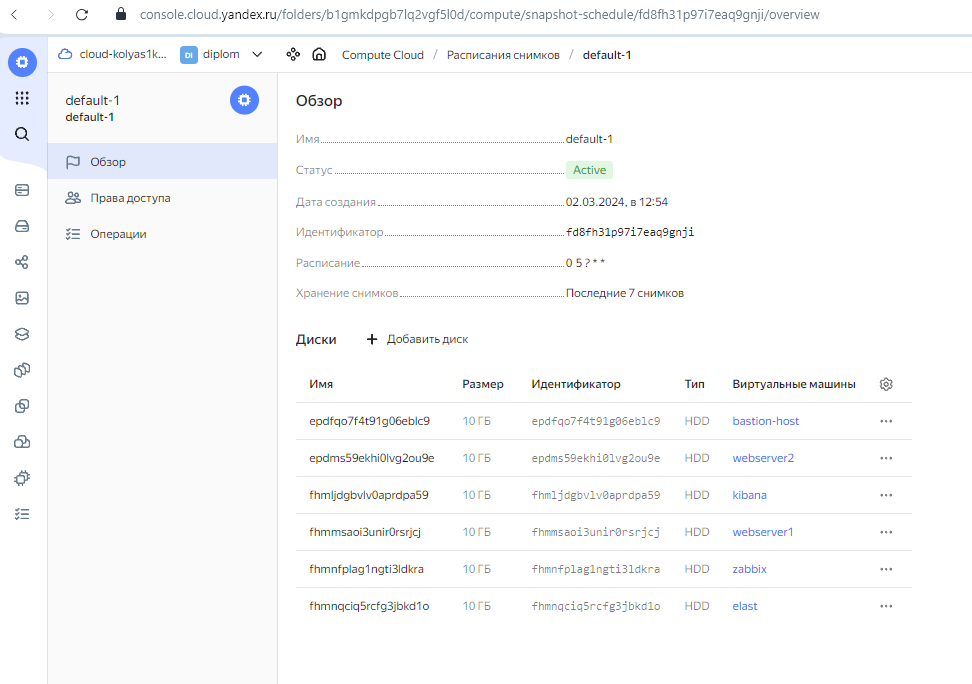 console.cloud.yandex.ru/folders/b1gmkdpgb7lq2vgf5l0d/compute/snapshot-schedule/fd8fh31p97i7eaq9gnji/overview
cloud-kolyas1k... DI diplom Compute Cloud / Расписания снимков / default-1
default-1
default-1
Обзор
Права доступа
Операции
Обзор
Имя default-1
Статус Active
Дата создания 02.03.2024, в 12:54
Идентификатор fd8fh31p97i7eaq9gnji
Расписание 0 5 ? * *
Хранение снимков Последние 7 снимков
Диски + Добавить диск
Имя Размер Идентификатор Тип Виртуальные машины
epdfqo7f4t91g06eblc9 10 ГБ epdfqo7f4t91g06eblc9 HDD bastion-host
epdms59ekhi0lvg2ou9e 10 ГБ epdms59ekhi0lvg2ou9e HDD webserver2
fhmljdgbvlv0aprdpa59 10 ГБ fhmljdgbvlv0aprdpa59 HDD kibana
fhmmsaoi3unir0rsrjcj 10 ГБ fhmmsaoi3unir0rsrjcj HDD webserver1
fhmnfplag1ngti3ldkra 10 ГБ fhmnfplag1ngti3ldkra HDD zabbix
fhmnqciq5rcfg3jbkd1o 10 ГБ fhmnqciq5rcfg3jbkd1o HDD elast